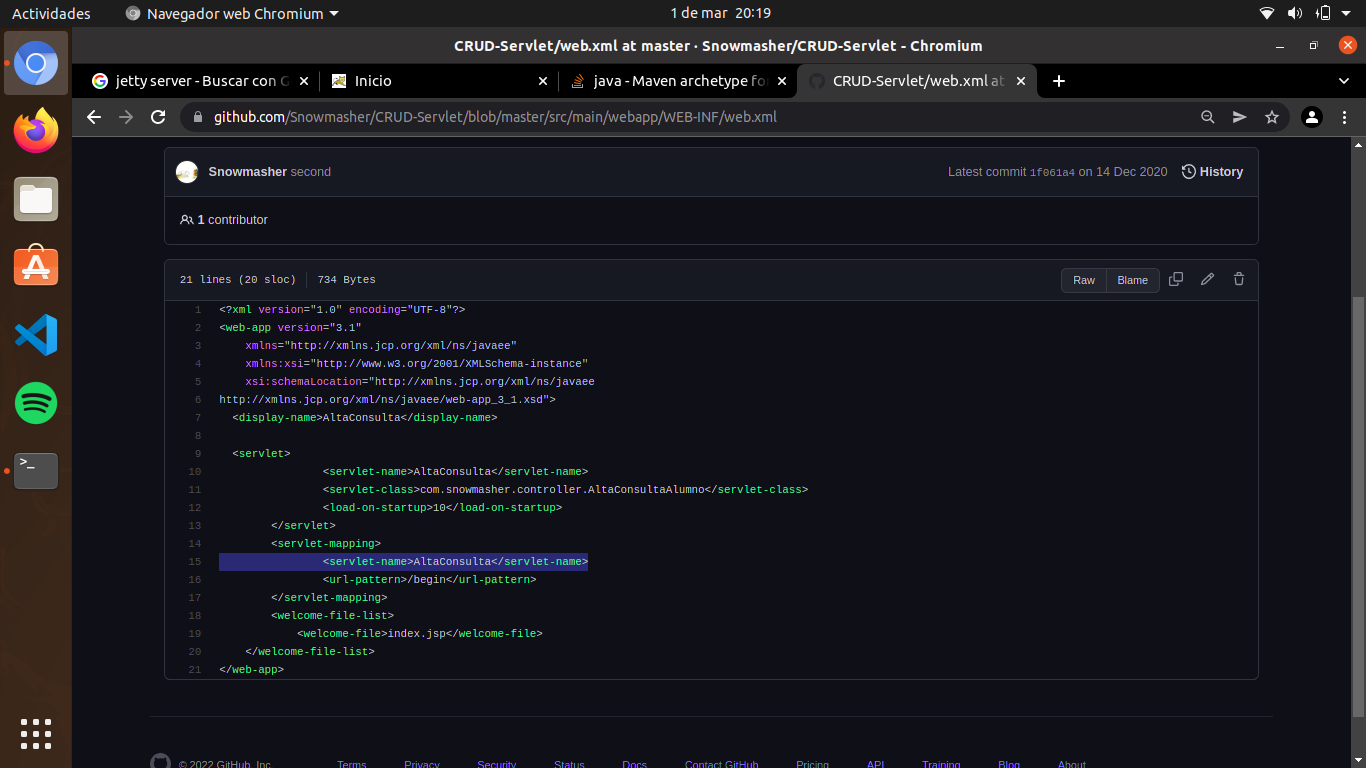 Actividades Navegador web Chromium 1 de mar 20:19
CRUD-Servlet/web.xml at master · Snowmasher/CRUD-Servlet - Chromium
jetty server - Buscar con G Inicio java - Maven archetype fo CRUD-Servlet/web.xml at
github.com/Snowmasher/CRUD-Servlet/blob/master/src/main/webapp/WEB-INF/web.xml
Snowmasher second Latest commit 1f061a4 on 14 Dec 2020 History
1 contributor
21 lines (20 sloc) 734 Bytes Raw Blame
1 <?xml version="1.0" encoding="UTF-8"?>
2 <web-app version="3.1"
3 xmlns="http://xmlns.jcp.org/xml/ns/javaee"
4 xmlns:xsi="http://www.w3.org/2001/XMLSchema-instance"
5 xsi:schemaLocation="http://xmlns.jcp.org/xml/ns/javaee
6 http://xmlns.jcp.org/xml/ns/javaee/web-app_3_1.xsd">
7 <display-name>AltaConsulta</display-name>
8
9 <servlet>
10 <servlet-name>AltaConsulta</servlet-name>
11 <servlet-class>com.snowmasher.controller.AltaConsultaAlumno</servlet-class>
12 <load-on-startup>10</load-on-startup>
13 </servlet>
14 <servlet-mapping>
15 <servlet-name>AltaConsulta</servlet-name>
16 <url-pattern>/begin</url-pattern>
17 </servlet-mapping>
18 <welcome-file-list>
19 <welcome-file>index.jsp</welcome-file>
20 </welcome-file-list>
21 </web-app>
© 2022 GitHub, Inc. Terms Privacy Security Status Docs Contact GitHub Pricing API Training Blog About